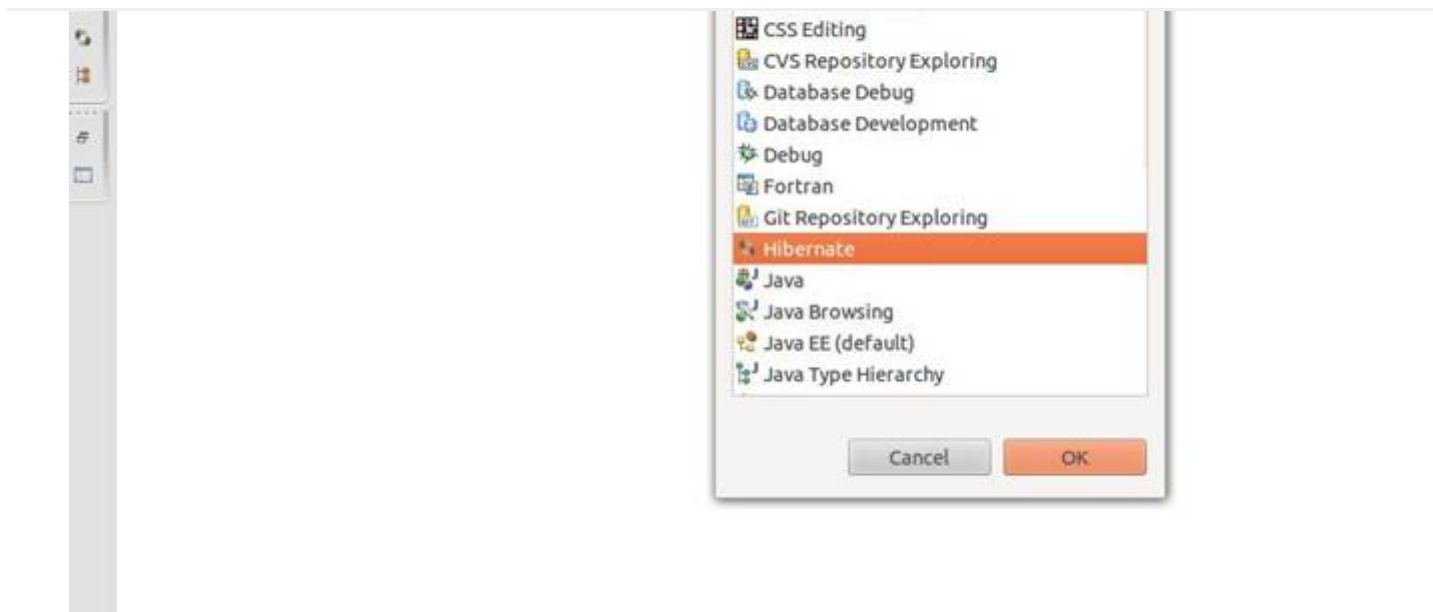 CSS Editing
CVS Repository Exploring
Database Debug
Database Development
Debug
Fortran
Git Repository Exploring
Hibernate
Java
Java Browsing
Java EE (default)
Java Type Hierarchy
Cancel
OK